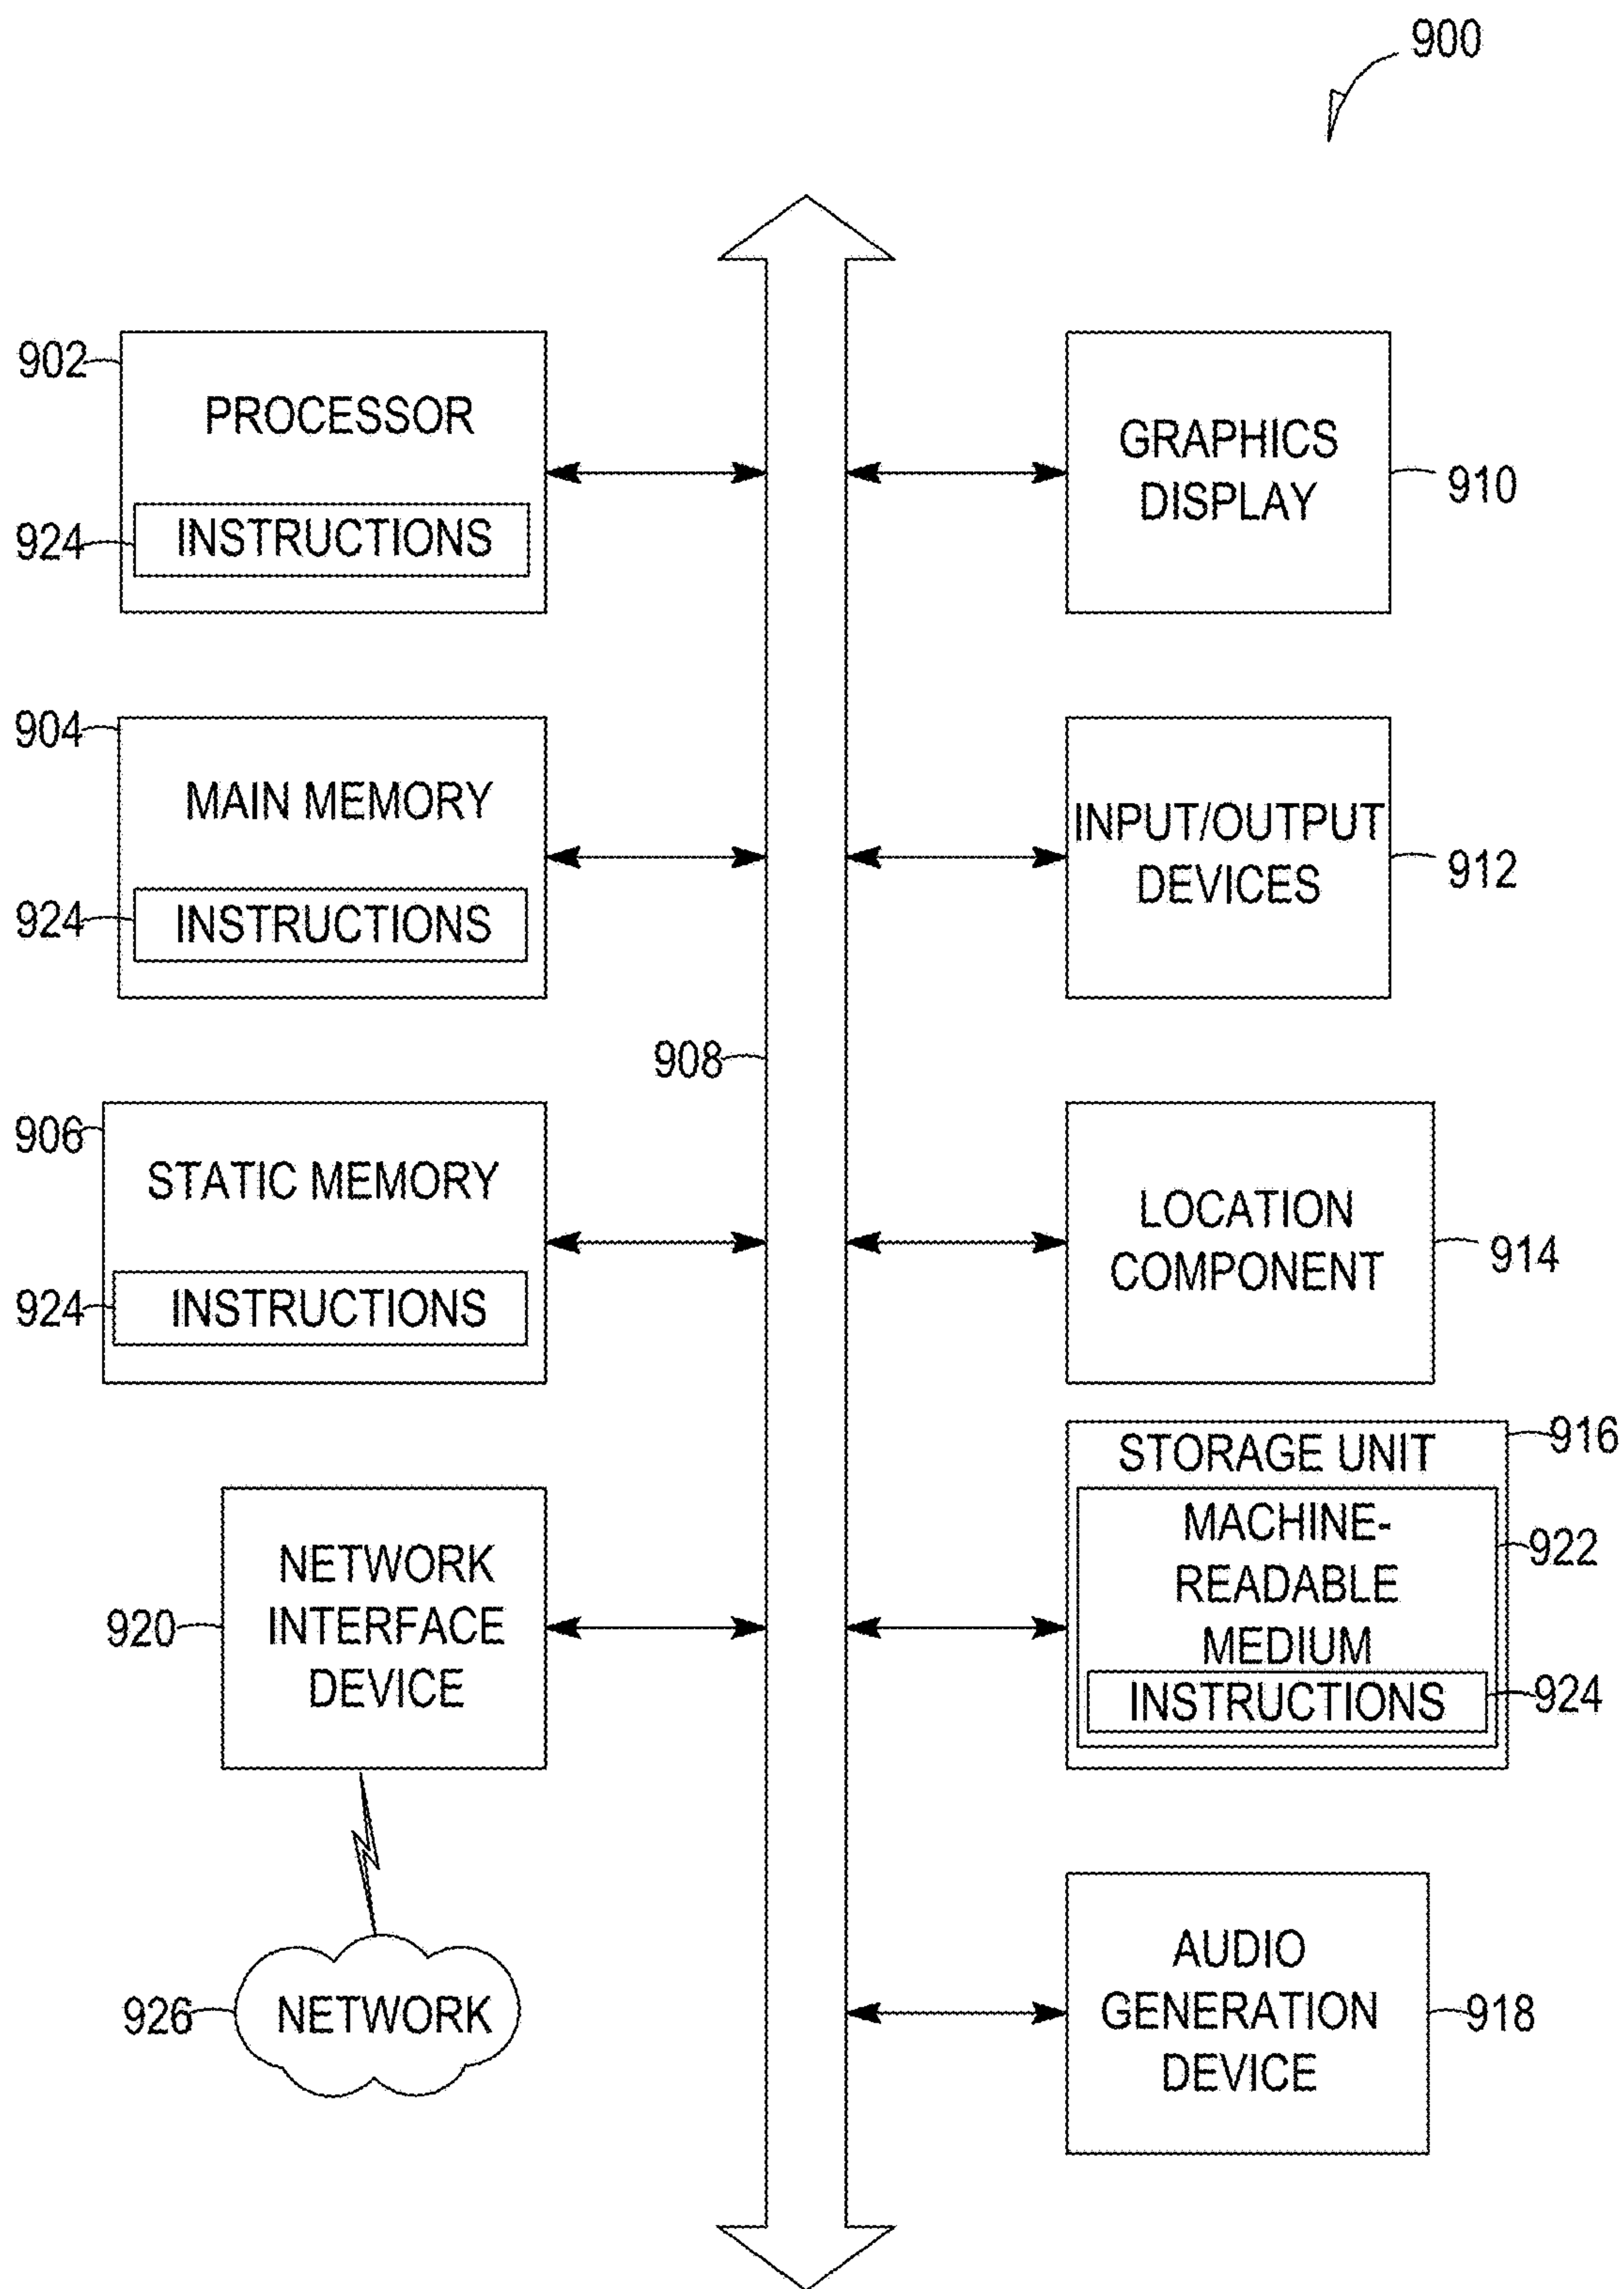 900
902
PROCESSOR
924
INSTRUCTIONS
GRAPHICS
DISPLAY
910
904
MAIN MEMORY
924
INSTRUCTIONS
INPUT/OUTPUT
DEVICES
912
908
906
STATIC MEMORY
924
INSTRUCTIONS
LOCATION
COMPONENT
914
STORAGE UNIT
916
MACHINE-
READABLE
MEDIUM
922
INSTRUCTIONS
924
NETWORK
INTERFACE
DEVICE
920
926
NETWORK
AUDIO
GENERATION
DEVICE
918